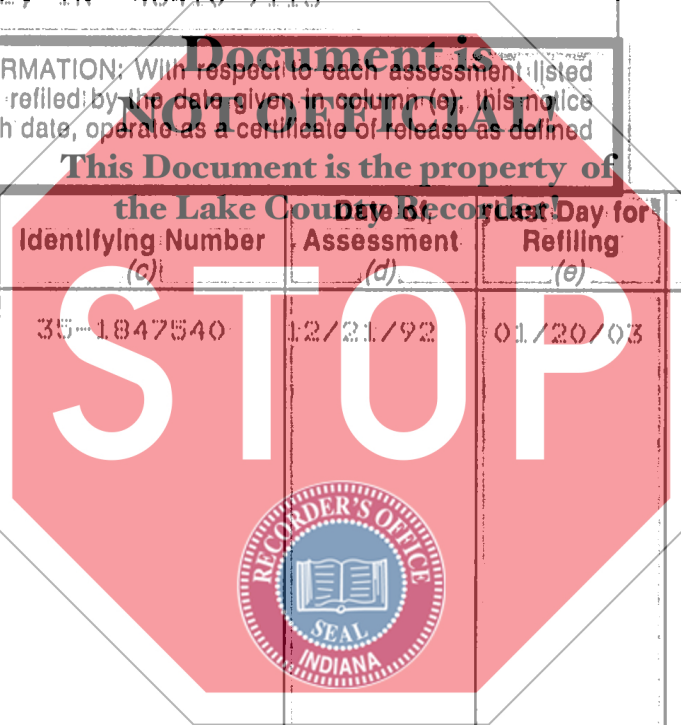 Document is
RMATION: With respect to each assessment listed
refiled by the date given in column (e), this notice
NOT OFFICIAL!
h date, operate as a certificate of release as defined
This Document is the property of
the Lake County Recorder!
Identifying Number
(c)
Date of
Assessment
(d)
Last Day for
Refiling
(e)
35-1847540
12/21/92
01/20/03
STOP
RECORDER'S OFFICE
SEAL
INDIANA